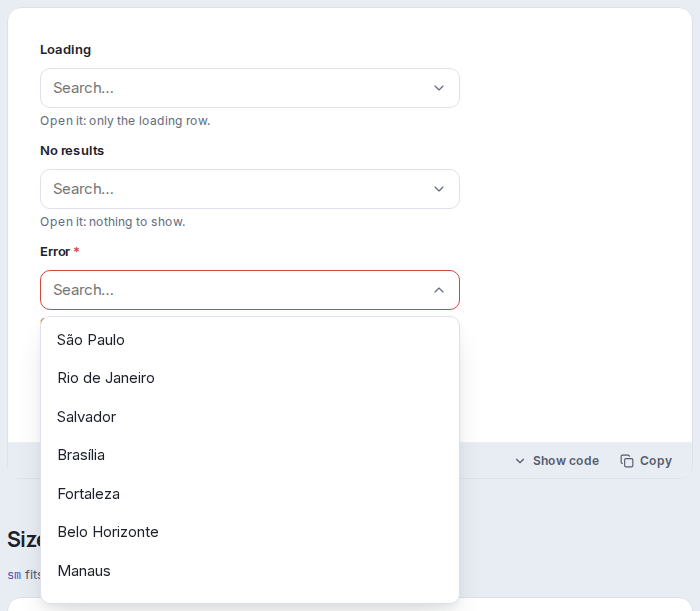 Loading
Search...
Open it: only the loading row.
No results
Search...
Open it: nothing to show.
Error *
Search...
São Paulo
Rio de Janeiro
Salvador
Brasília
Show code Copy
Fortaleza
Belo Horizonte
Manaus
sm fits